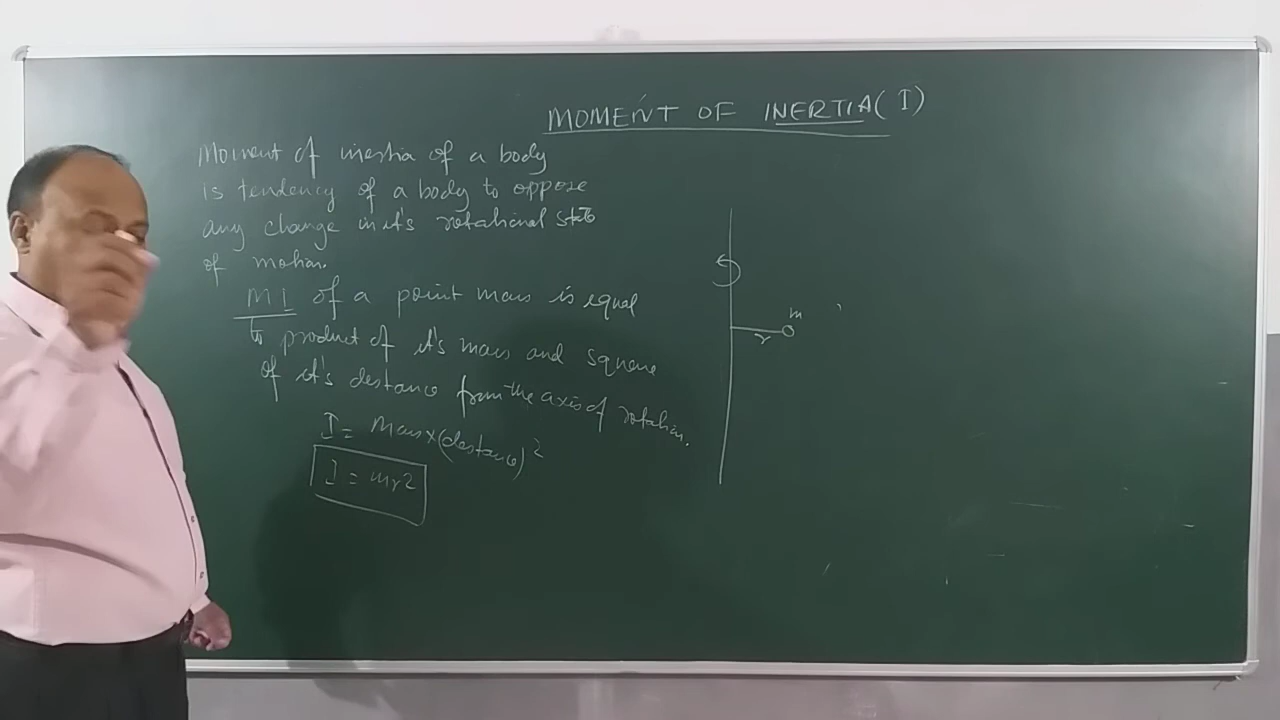 MOMENT OF INERTIA (I)
Moment of inertia of a body
is tendency of a body to oppose
any change in it's rotational state
of motion.
MI of a point mass is equal
to product of it's mass and square
of it's distance from the axis of rotation.
I = Mass x (distance)²
I = mr2
m
r